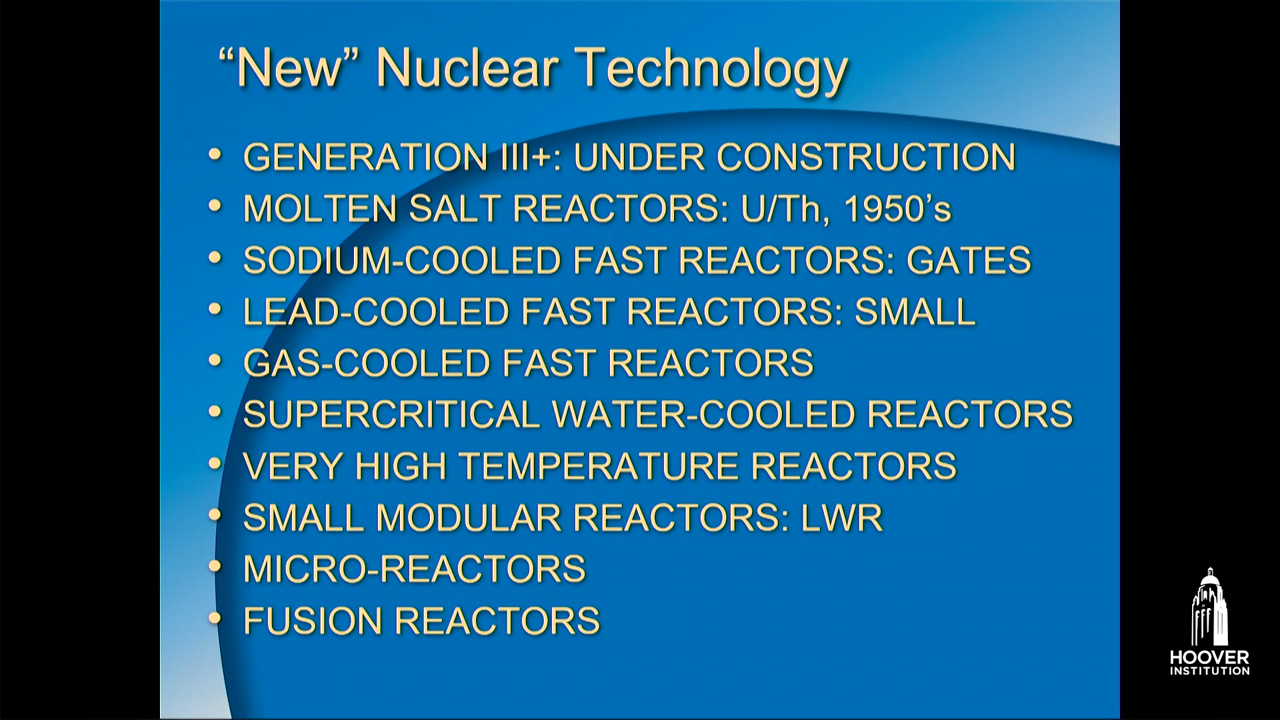 “New” Nuclear Technology
• GENERATION III+: UNDER CONSTRUCTION
• MOLTEN SALT REACTORS: U/Th, 1950’s
• SODIUM-COOLED FAST REACTORS: GATES
• LEAD-COOLED FAST REACTORS: SMALL
• GAS-COOLED FAST REACTORS
• SUPERCRITICAL WATER-COOLED REACTORS
• VERY HIGH TEMPERATURE REACTORS
• SMALL MODULAR REACTORS: LWR
• MICRO-REACTORS
• FUSION REACTORS
HOOVER
INSTITUTION